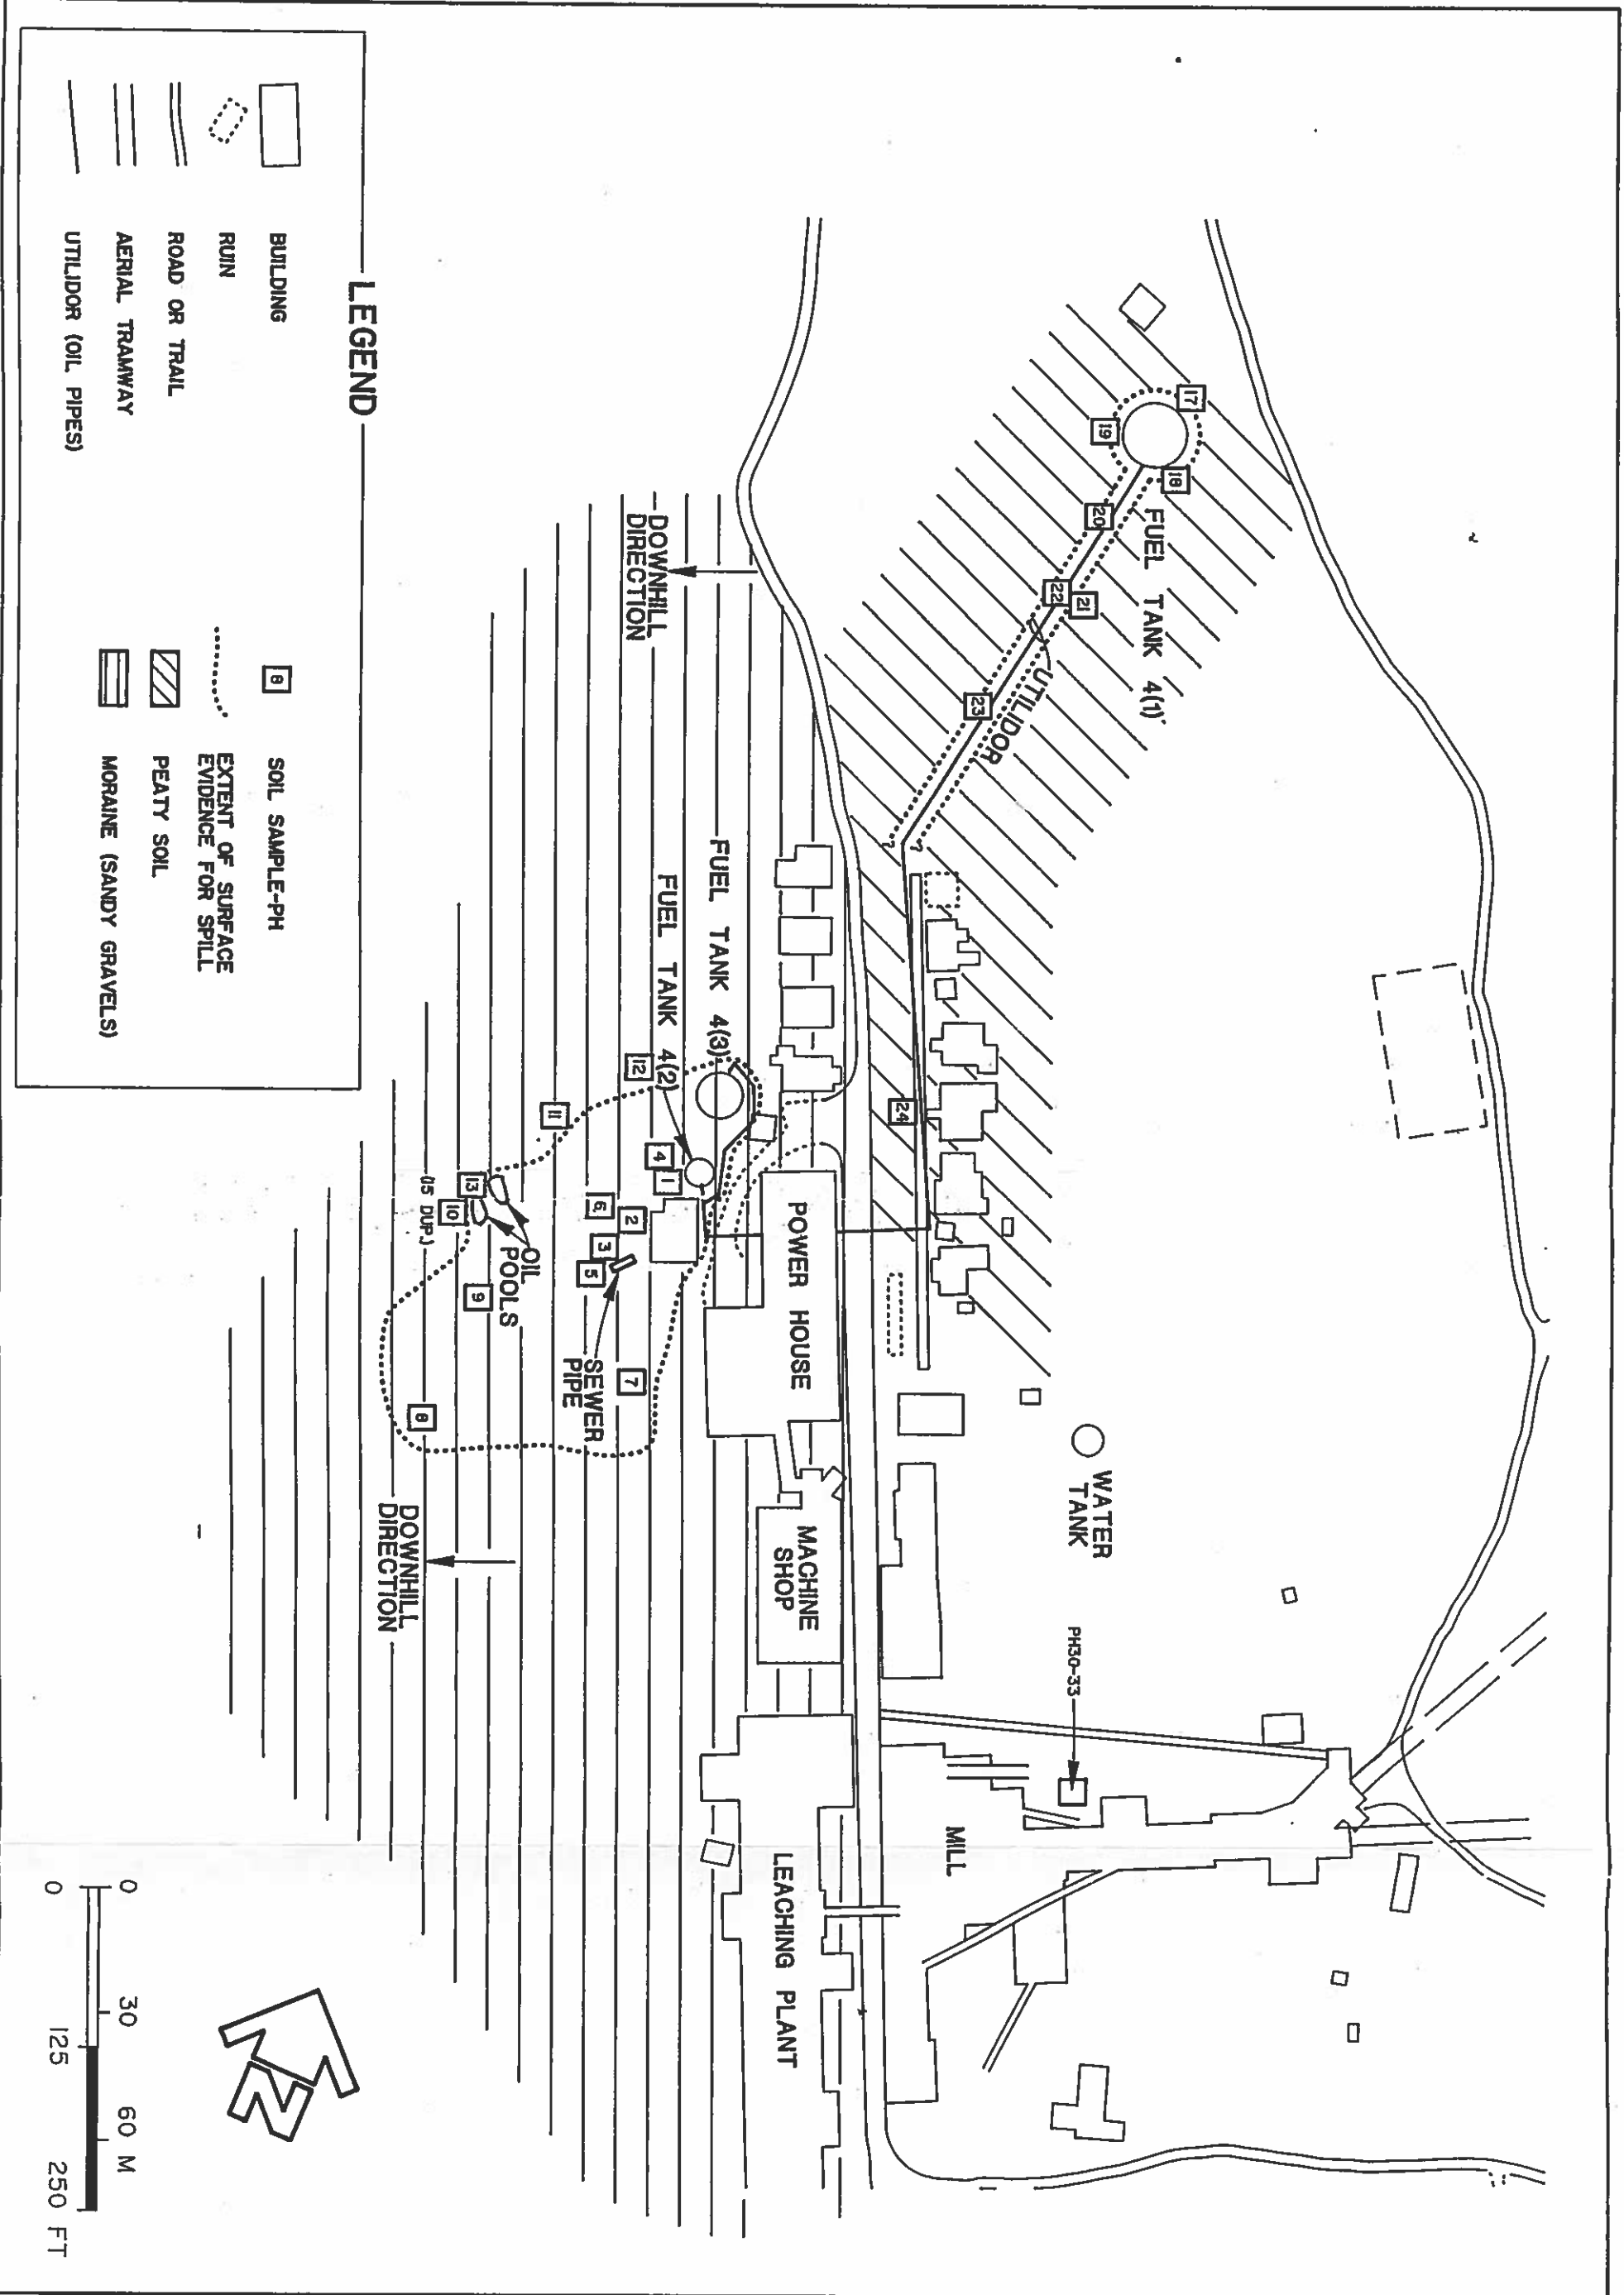 17
18
19
FUEL TANK 4(1)
20
21
22
UTILIDOR
23
24
WATER
TANK
PH30-33
MILL
DOWNHILL
DIRECTION
FUEL TANK 4(3)
FUEL TANK 4(2)
POWER HOUSE
MACHINE
SHOP
LEACHING PLANT
12
11
4
1
6
2
3
5
SEWER
PIPE
7
13
10
(15 DUP.)
OIL
POOLS
9
8
DOWNHILL
DIRECTION
LEGEND
BUILDING
RUIN
ROAD OR TRAIL
AERIAL TRAMWAY
UTILIDOR (OIL PIPES)
8
SOIL SAMPLE-PH
EXTENT OF SURFACE
EVIDENCE FOR SPILL
PEATY SOIL
MORAINE (SANDY GRAVELS)
N
0 30 60 M
0 125 250 FT